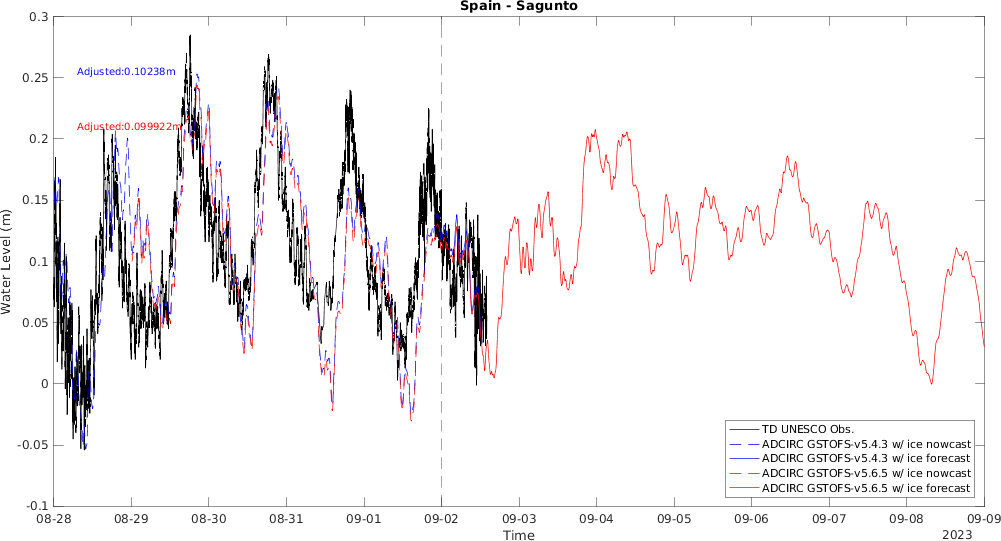 Spain - Sagunto
0.3
0.25
0.2
0.15
0.1
0.05
0
-0.05
-0.1
Water Level (m)
Adjusted:0.10238m
Adjusted:0.099922m
TD UNESCO Obs.
ADCIRC GSTOFS-v5.4.3 w/ ice nowcast
ADCIRC GSTOFS-v5.4.3 w/ ice forecast
ADCIRC GSTOFS-v5.6.5 w/ ice nowcast
ADCIRC GSTOFS-v5.6.5 w/ ice forecast
08-28 08-29 08-30 08-31 09-01 09-02 09-03 09-04 09-05 09-06 09-07 09-08 09-09
Time
2023